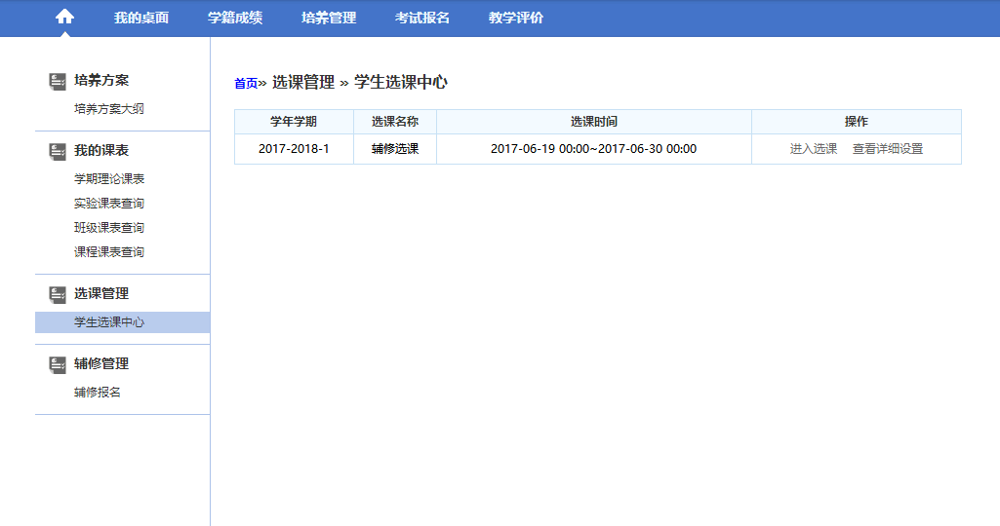 我的桌面 学籍成绩 培养管理 考试报名 教学评价
培养方案
培养方案大纲
我的课表
学期理论课表
实验课表查询
班级课表查询
课程课表查询
选课管理
学生选课中心
辅修管理
辅修报名
首页» 选课管理 » 学生选课中心
学年学期 选课名称 选课时间 操作
2017-2018-1 辅修选课 2017-06-19 00:00~2017-06-30 00:00 进入选课 查看详细设置